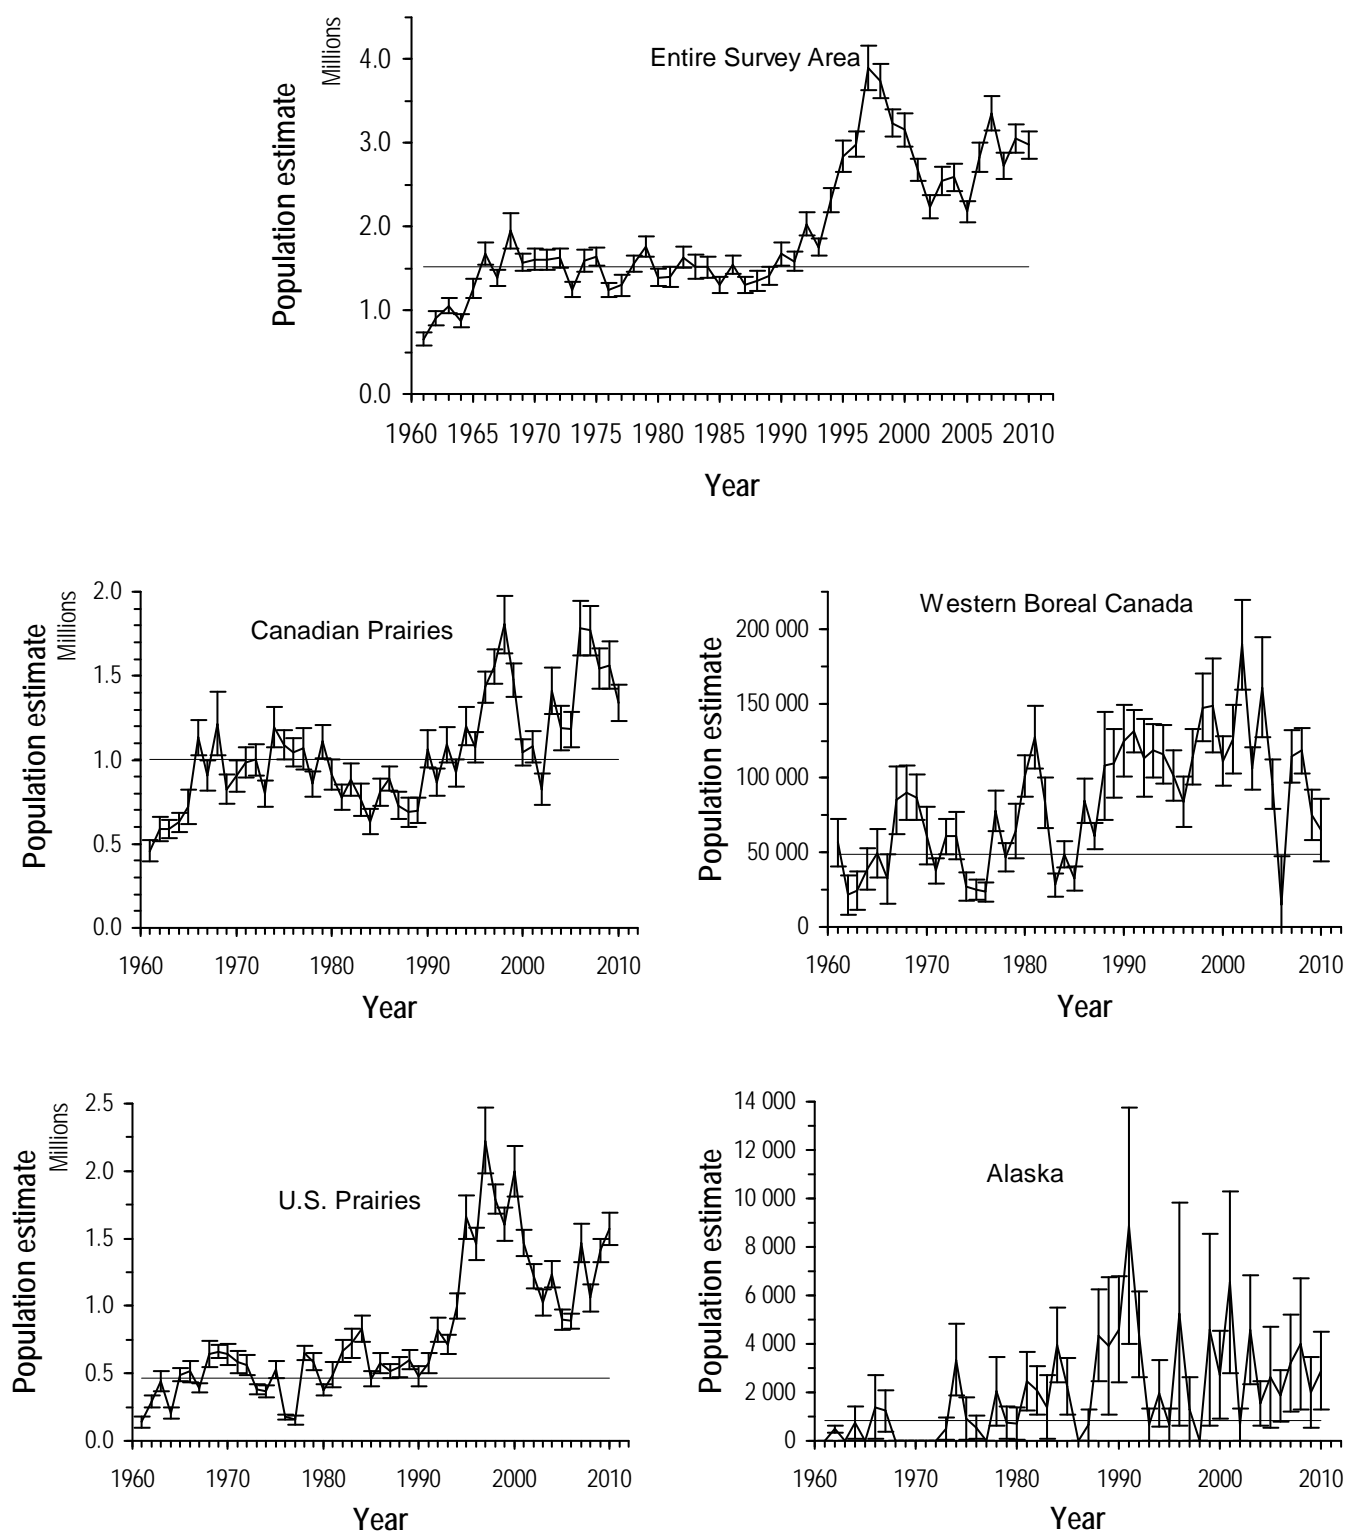 Millions
Population estimate
Entire Survey Area
4.0
3.0
2.0
1.0
0.0
1960 1965 1970 1975 1980 1985 1990 1995 2000 2005 2010
Year
Millions
Population estimate
Canadian Prairies
2.0
1.5
1.0
0.5
0.0
1960 1970 1980 1990 2000 2010
Year
Population estimate
Western Boreal Canada
200 000
150 000
100 000
50 000
0
1960 1970 1980 1990 2000 2010
Year
Millions
Population estimate
U.S. Prairies
2.5
2.0
1.5
1.0
0.5
0.0
1960 1970 1980 1990 2000 2010
Year
Population estimate
Alaska
14 000
12 000
10 000
8 000
6 000
4 000
2 000
0
1960 1970 1980 1990 2000 2010
Year